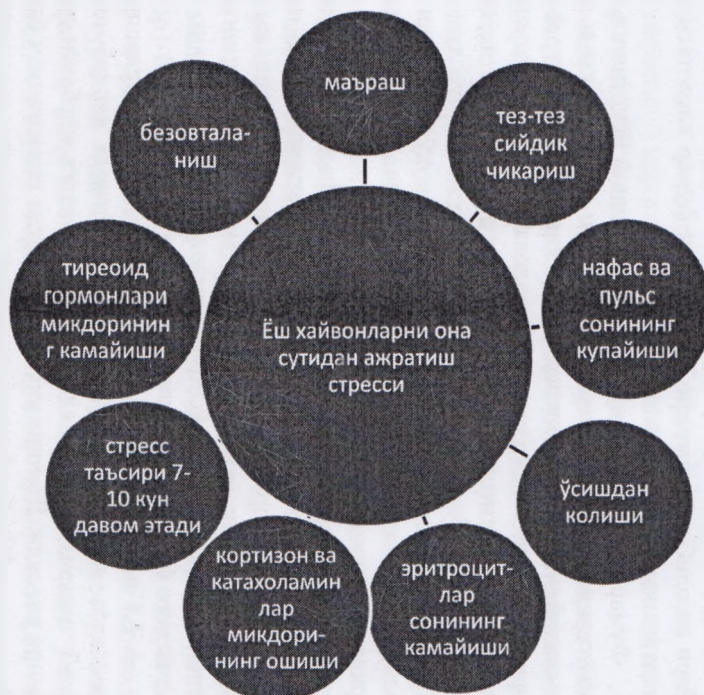 маъраш
тез-тез
сийдик
чикариш
нафас ва
пульс
сонининг
купайиши
ўсишдан
колиши
эритроцит-
лар
сонининг
камайиши
кортизон ва
катахоламин
лар
микдори-
нинг ошиши
стресс
таъсири 7-
10 кун
давом этади
тиреоид
гормонлари
микдоринин
г камайиши
безовтала-
ниш
Ёш хайвонларни она
сутидан ажратиш
стресси